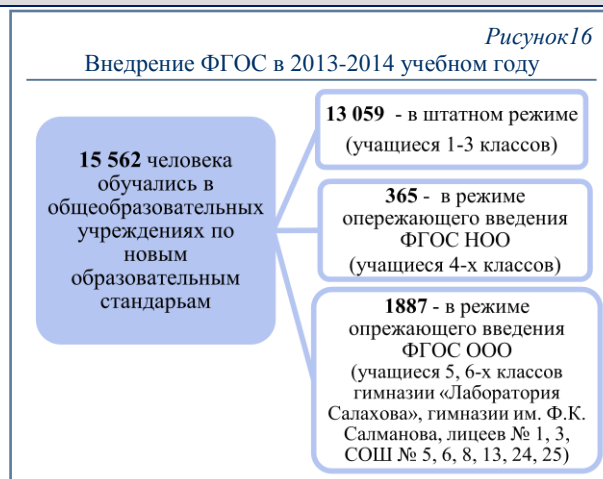 Рисунок16
Внедрение ФГОС в 2013-2014 учебном году
15 562 человека
обучались в
общеобразовательных
учреждениях по
новым
образовательным
стандарьам
13 059 - в штатном режиме
(учащиеся 1-3 классов)
365 - в режиме
опережающего введения
ФГОС НОО
(учащиеся 4-х классов)
1887 - в режиме
опрежающего введения
ФГОС ООО
(учащиеся 5, 6-х классов
гимназии «Лаборатория
Салахова», гимназии им. Ф.К.
Салманова, лицеев № 1, 3,
СОШ № 5, 6, 8, 13, 24, 25)